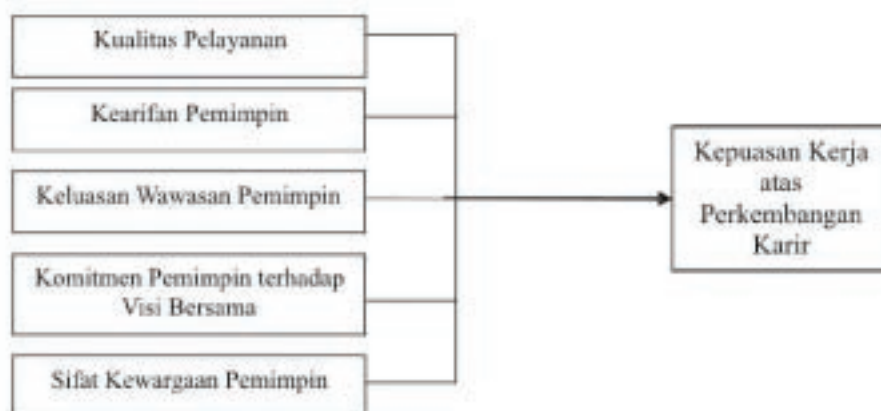 Kualitas Pelayanan
Kearifan Pemimpin
Keluasan Wawasan Pemimpin
Komitmen Pemimpin terhadap
Visi Bersama
Sifat Kewargaan Pemimpin
Kepuasan Kerja
atas
Perkembangan
Karir